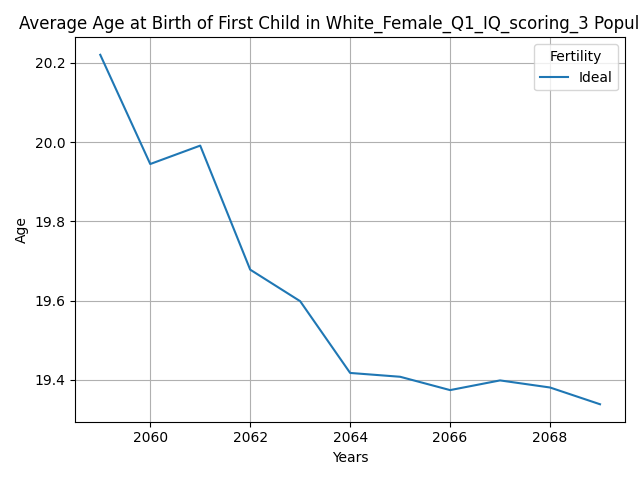 Average Age at Birth of First Child in White_Female_Q1_IQ_scoring_3 Popul
Fertility
Ideal
20.2
20.0
19.8
19.6
19.4
Age
2060 2062 2064 2066 2068
Years